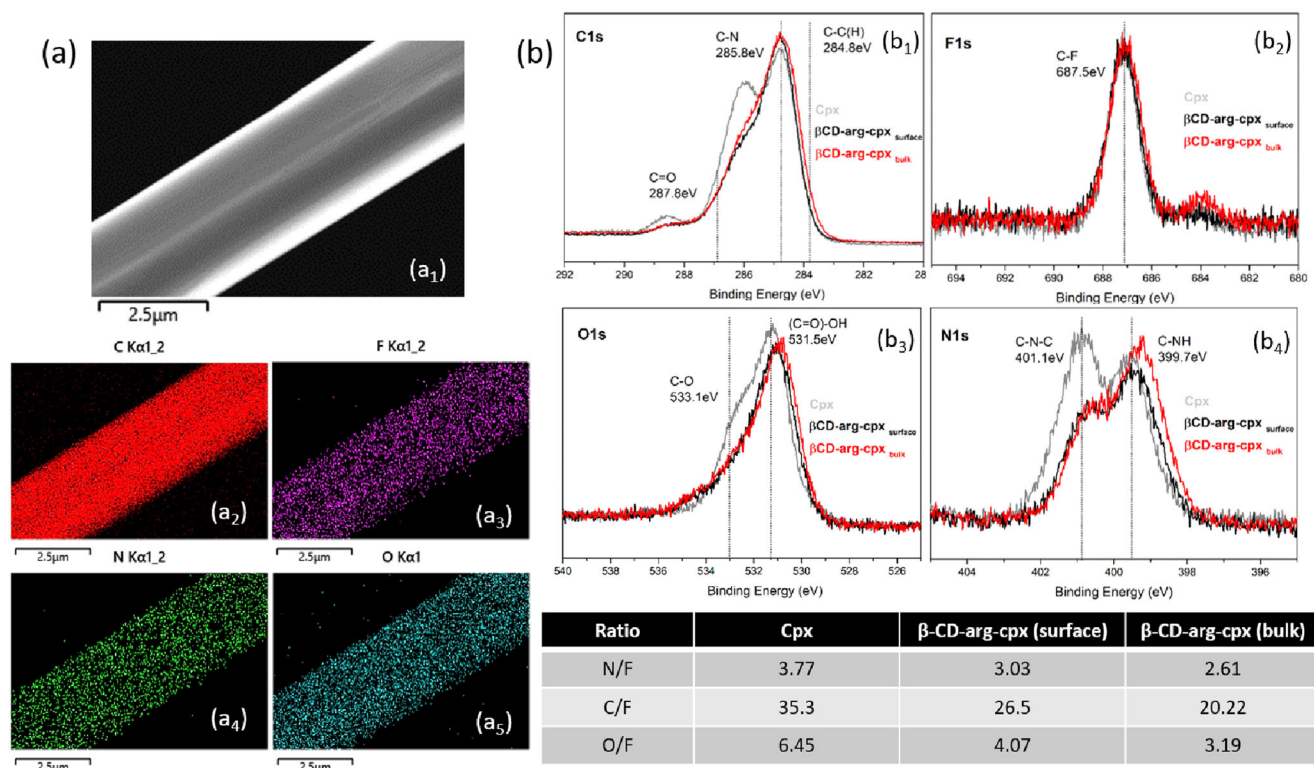 (a)
(a1)
2.5μm
C Kα1_2
F Kα1_2
(a2)
(a3)
2.5μm
2.5μm
N Kα1_2
O Kα1
(a4)
(a5)
2.5μm
2.5μm
(b)
C1s
(b1)
C-N
285.8eV
C-C(H)
284.8eV
C=O
287.8eV
Cpx
βCD-arg-cpx surface
βCD-arg-cpx bulk
292 290 288 286 284 282 28
Binding Energy (eV)
F1s
(b2)
C-F
687.5eV
Cpx
βCD-arg-cpx surface
βCD-arg-cpx bulk
694 692 690 688 686 684 682 680
Binding Energy (eV)
O1s
(b3)
(C=O)-OH
531.5eV
C-O
533.1eV
Cpx
βCD-arg-cpx surface
βCD-arg-cpx bulk
540 538 536 534 532 530 528 526
Binding Energy (eV)
N1s
(b4)
C-N-C
401.1eV
C-NH
399.7eV
Cpx
βCD-arg-cpx surface
βCD-arg-cpx bulk
404 402 400 398 396
Binding Energy (eV)
Ratio Cpx β-CD-arg-cpx (surface) β-CD-arg-cpx (bulk)
N/F 3.77 3.03 2.61
C/F 35.3 26.5 20.22
O/F 6.45 4.07 3.19